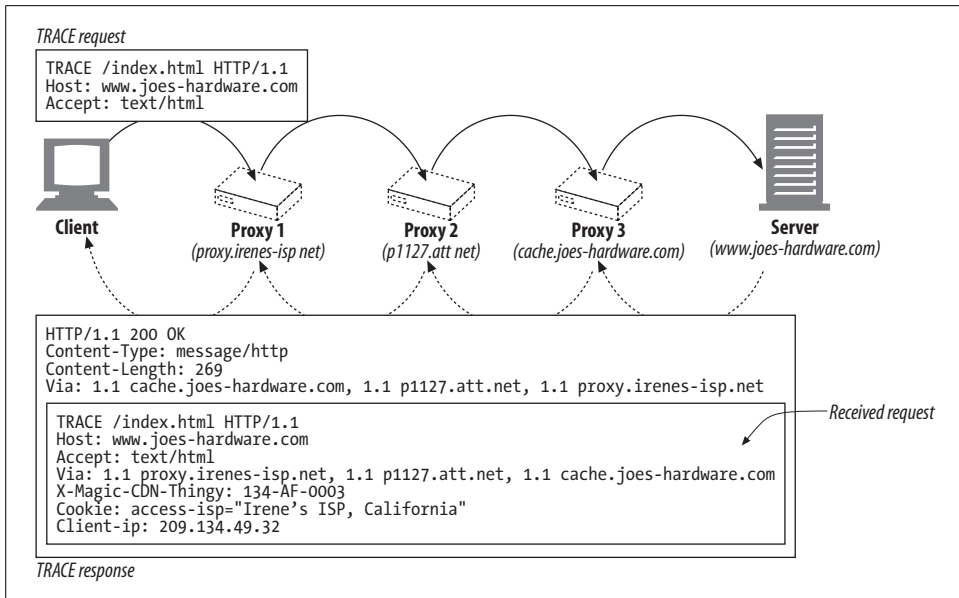 TRACE request
TRACE /index.html HTTP/1.1
Host: www.joes-hardware.com
Accept: text/html
Client
Proxy 1
(proxy.irenes-isp net)
Proxy 2
(p1127.att net)
Proxy 3
(cache.joes-hardware.com)
Server
(www.joes-hardware.com)
HTTP/1.1 200 OK
Content-Type: message/http
Content-Length: 269
Via: 1.1 cache.joes-hardware.com, 1.1 p1127.att.net, 1.1 proxy.irenes-isp.net
TRACE /index.html HTTP/1.1
Host: www.joes-hardware.com
Accept: text/html
Via: 1.1 proxy.irenes-isp.net, 1.1 p1127.att.net, 1.1 cache.joes-hardware.com
X-Magic-CDN-Thingy: 134-AF-0003
Cookie: access-isp="Irene's ISP, California"
Client-ip: 209.134.49.32
Received request
TRACE response